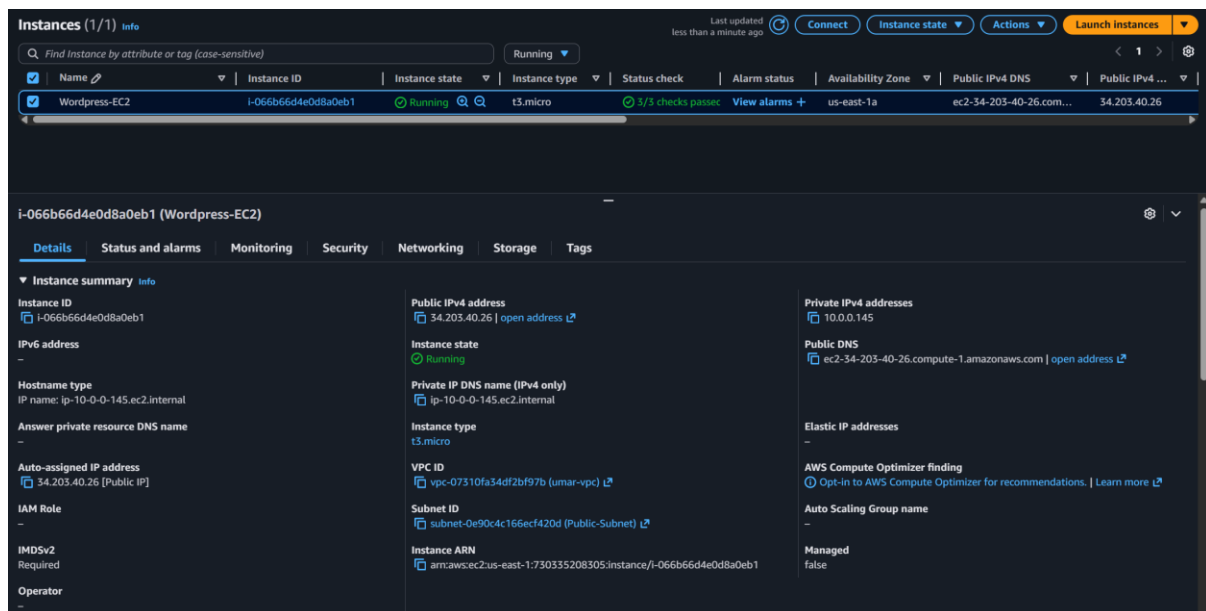 Instances (1/1) Info
Last updated
less than a minute ago
Connect
Instance state
Actions
Launch instances
Find Instance by attribute or tag (case-sensitive)
Running
1
Name
Instance ID
Instance state
Instance type
Status check
Alarm status
Availability Zone
Public IPv4 DNS
Public IPv4 ...
Wordpress-EC2
i-066b66d4e0d8a0eb1
Running
t3.micro
3/3 checks passec
View alarms +
us-east-1a
ec2-34-203-40-26.com...
34.203.40.26
i-066b66d4e0d8a0eb1 (Wordpress-EC2)
Details
Status and alarms
Monitoring
Security
Networking
Storage
Tags
Instance summary Info
Instance ID
i-066b66d4e0d8a0eb1
Public IPv4 address
34.203.40.26 | open address
Private IPv4 addresses
10.0.0.145
IPv6 address
–
Instance state
Running
Public DNS
ec2-34-203-40-26.compute-1.amazonaws.com | open address
Hostname type
IP name: ip-10-0-0-145.ec2.internal
Private IP DNS name (IPv4 only)
ip-10-0-0-145.ec2.internal
Answer private resource DNS name
–
Instance type
t3.micro
Elastic IP addresses
–
Auto-assigned IP address
34.203.40.26 [Public IP]
VPC ID
vpc-07310fa34df2bf97b (umar-vpc)
AWS Compute Optimizer finding
Opt-in to AWS Compute Optimizer for recommendations. | Learn more
IAM Role
–
Subnet ID
subnet-0e90c4c166ecf420d (Public-Subnet)
Auto Scaling Group name
–
IMDSv2
Required
Instance ARN
arn:aws:ec2:us-east-1:730335208305:instance/i-066b66d4e0d8a0eb1
Managed
false
Operator
–